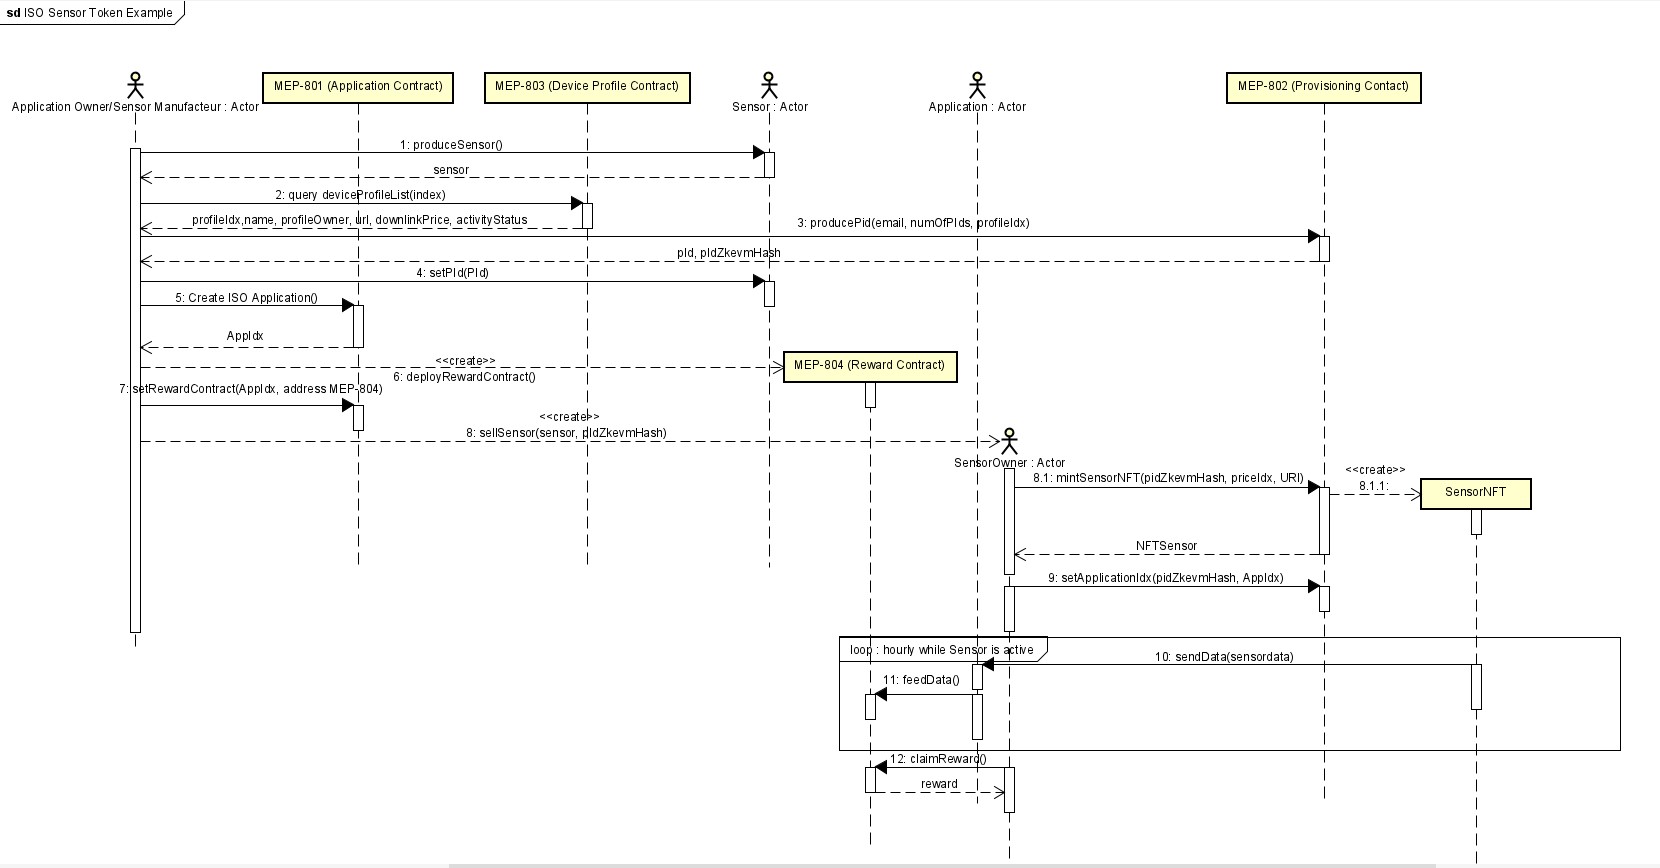 sd ISO Sensor Token Example
MEP-801 (Application Contract)
MEP-803 (Device Profile Contract)
MEP-802 (Provisioning Contact)
Application Owner/Sensor Manufacteur : Actor
Sensor : Actor
Application : Actor
1: produceSensor()
sensor
2: query deviceProfileList(index)
profileIdx,name, profileOwner, url, downlinkPrice, activityStatus
3: producePid(email, numOfPIds, profileIdx)
pId, pIdZkevmHash
4: setPId(PId)
5: Create ISO Application()
AppIdx
<<create>>
6: deployRewardContract()
MEP-804 (Reward Contract)
7: setRewardContract(AppIdx, address MEP-804)
<<create>>
8: sellSensor(sensor, pIdZkevmHash)
SensorOwner : Actor
8.1: mintSensorNFT(pidZkevmHash, priceIdx, URI)
<<create>>
8.1.1:
SensorNFT
NFTSensor
9: setApplicationIdx(pidZkevmHash, AppIdx)
loop : hourly while Sensor is active
10: sendData(sensordata)
11: feedData()
12: claimReward()
reward